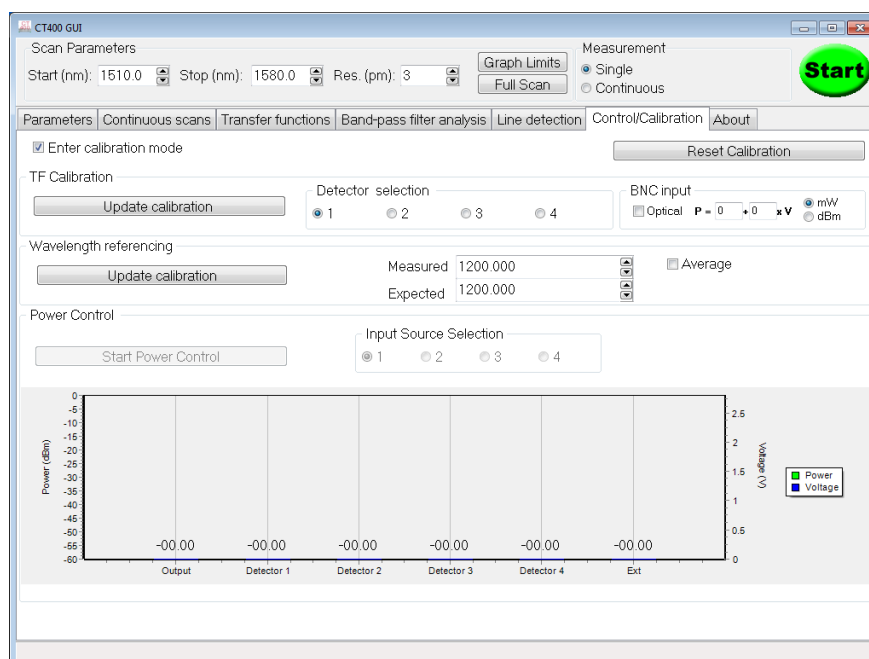 CT400 GUI
Scan Parameters
Start (nm): 1510.0 Stop (nm): 1580.0 Res. (pm): 3
Graph Limits
Full Scan
Measurement
Single
Continuous
Start
Parameters Continuous scans Transfer functions Band-pass filter analysis Line detection Control/Calibration About
Enter calibration mode
Reset Calibration
TF Calibration
Update calibration
Detector selection
1 2 3 4
BNC input
Optical P = 0 + 0 x V
mW
dBm
Wavelength referencing
Update calibration
Measured 1200.000
Expected 1200.000
Average
Power Control
Start Power Control
Input Source Selection
1 2 3 4
Power (dBm)
0
-5
-10
-15
-20
-25
-30
-35
-40
-45
-50
-55
-60
-00.00 -00.00 -00.00 -00.00 -00.00 -00.00
Output Detector 1 Detector 2 Detector 3 Detector 4 Ext
2.5
2
1.5
1
0.5
0
Voltage (V)
Power
Voltage